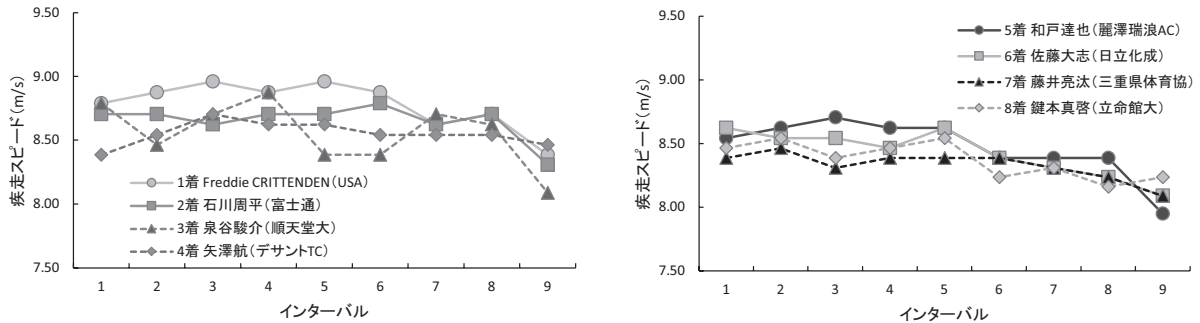 9.50
9.00
8.50
8.00
7.50
疾走スピード(m/s)
1着 Freddie CRITTENDEN(USA)
2着 石川周平(富士通)
3着 泉谷駿介(順天堂大)
4着 矢澤航(デサントTC)
1 2 3 4 5 6 7 8 9
インターバル
9.50
9.00
8.50
8.00
7.50
疾走スピード(m/s)
5着 和戸達也(麗澤瑞浪AC)
6着 佐藤大志(日立化成)
7着 藤井亮汰(三重県体育協)
8着 鍵本真啓(立命館大)
1 2 3 4 5 6 7 8 9
インターバル